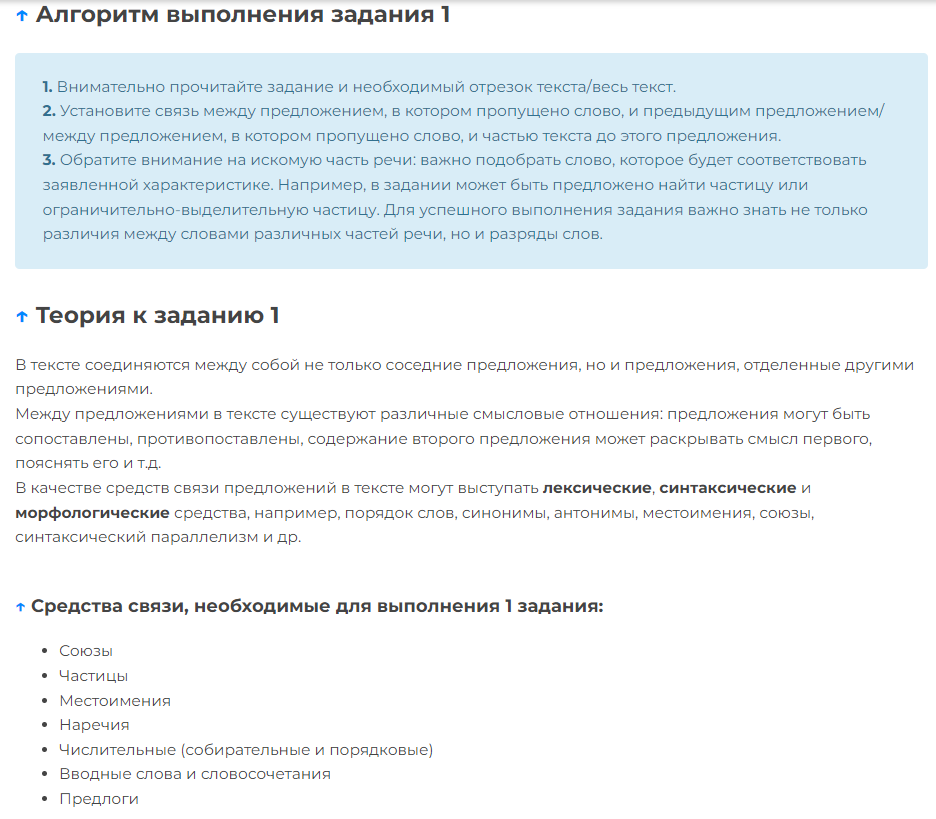 ↑ Алгоритм выполнения задания 1
1. Внимательно прочитайте задание и необходимый отрезок текста/весь текст.
2. Установите связь между предложением, в котором пропущено слово, и предыдущим предложением/
между предложением, в котором пропущено слово, и частью текста до этого предложения.
3. Обратите внимание на искомую часть речи: важно подобрать слово, которое будет соответствовать
заявленной характеристике. Например, в задании может быть предложено найти частицу или
ограничительно-выделительную частицу. Для успешного выполнения задания важно знать не только
различия между словами различных частей речи, но и разряды слов.
↑ Теория к заданию 1
В тексте соединяются между собой не только соседние предложения, но и предложения, отделенные другими
предложениями.
Между предложениями в тексте существуют различные смысловые отношения: предложения могут быть
сопоставлены, противопоставлены, содержание второго предложения может раскрывать смысл первого,
пояснять его и т.д.
В качестве средств связи предложений в тексте могут выступать лексические, синтаксические и
морфологические средства, например, порядок слов, синонимы, антонимы, местоимения, союзы,
синтаксический параллелизм и др.
↑ Средства связи, необходимые для выполнения 1 задания:
• Союзы
• Частицы
• Местоимения
• Наречия
• Числительные (собирательные и порядковые)
• Вводные слова и словосочетания
• Предлоги